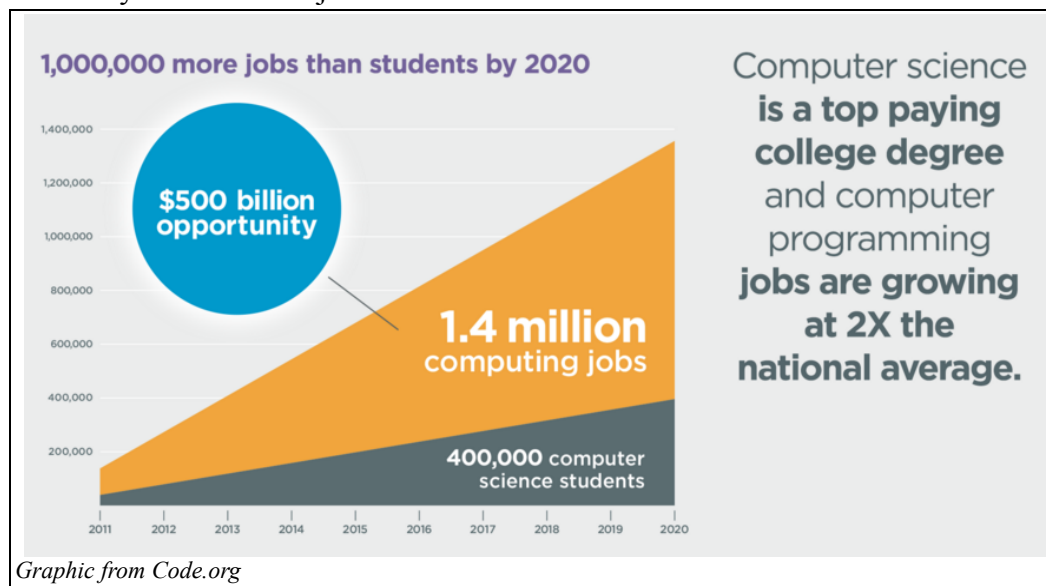 1,000,000 more jobs than students by 2020
1,400,000
1,200,000
1,000,000
800,000
600,000
400,000
200,000
$500 billion
opportunity
1.4 million
computing jobs
400,000 computer
science students
2011 2012 2013 2014 2015 2016 2017 2018 2019 2020
Computer science
is a top paying
college degree
and computer
programming
jobs are growing
at 2X the
national average.
Graphic from Code.org